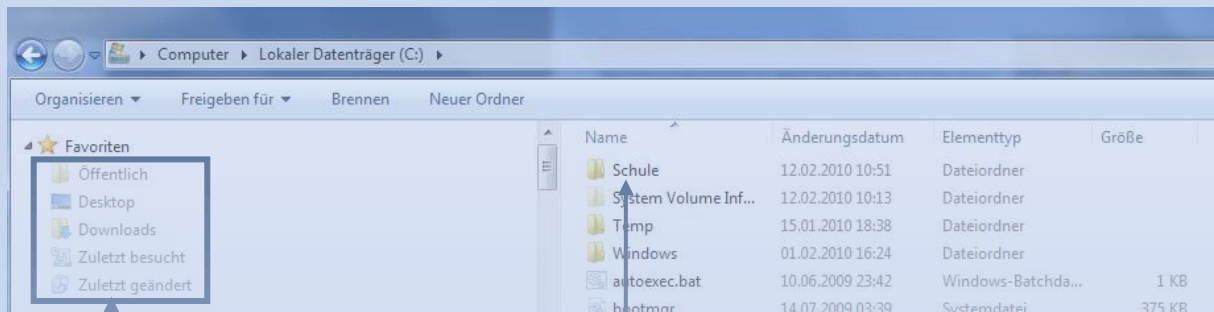 Computer Lokaler Datenträger (C:)
Organisieren Freigeben für Brennen Neuer Ordner
Favoriten
Öffentlich
Desktop
Downloads
Zuletzt besucht
Zuletzt geändert
Name Änderungsdatum Elementtyp Größe
Schule 12.02.2010 10:51 Dateiordner
System Volume Inf... 12.02.2010 10:13 Dateiordner
Temp 15.01.2010 18:38 Dateiordner
Windows 01.02.2010 16:24 Dateiordner
autoexec.bat 10.06.2009 23:42 Windows-Batchda... 1 KB
bootmgr 14.07.2009 03:39 Systemdatei 375 KB